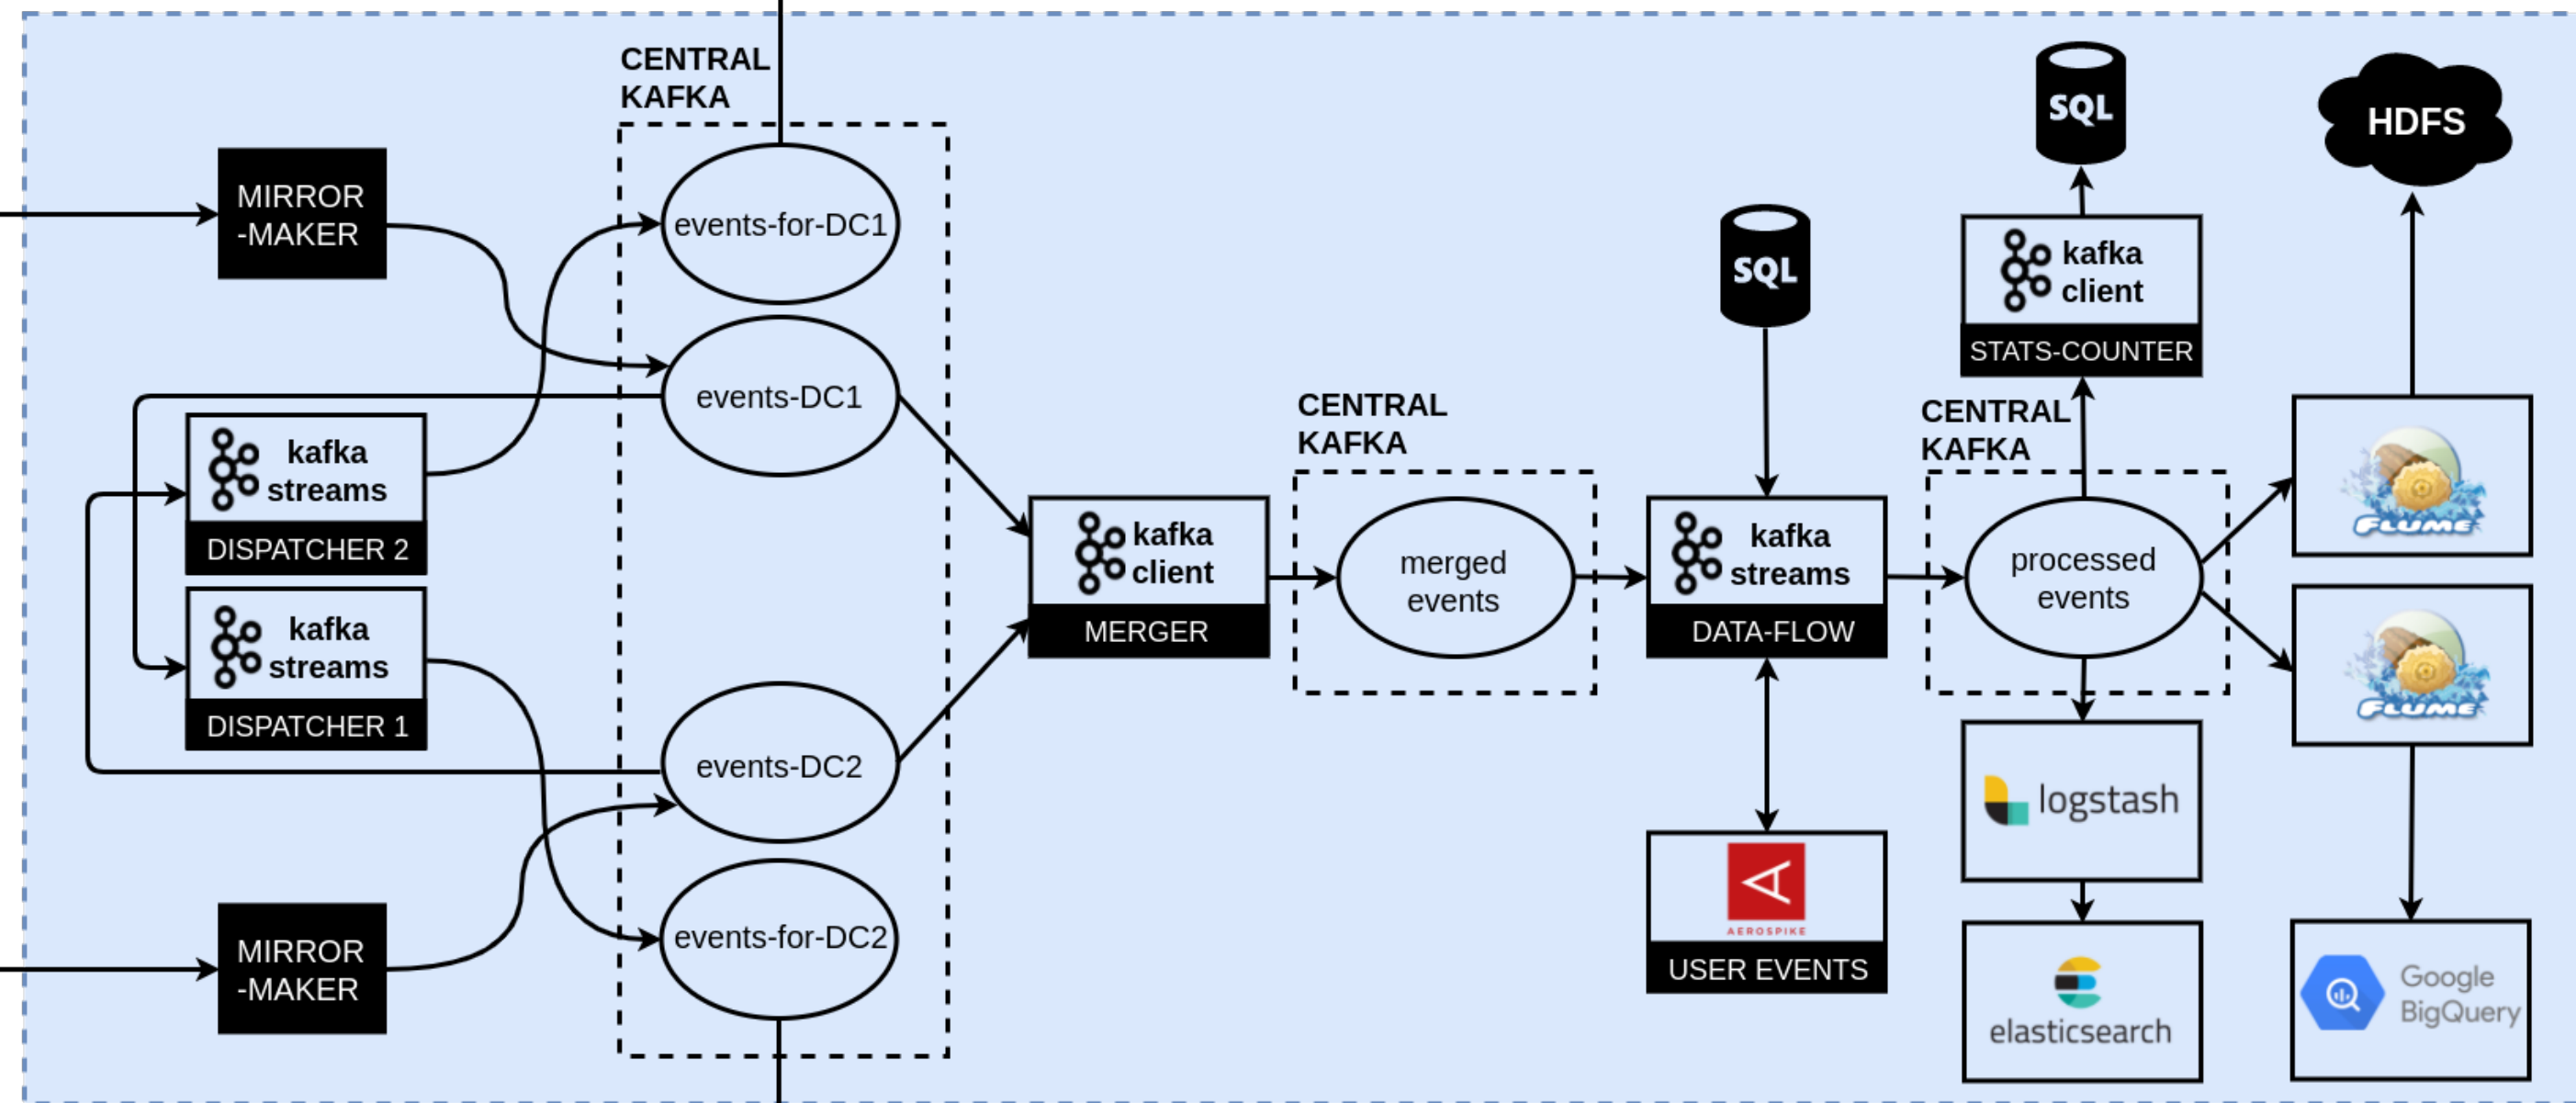 CENTRAL
KAFKA
MIRROR
-MAKER
events-for-DC1
events-DC1
kafka
streams
DISPATCHER 2
kafka
streams
DISPATCHER 1
events-DC2
MIRROR
-MAKER
events-for-DC2
kafka
client
MERGER
CENTRAL
KAFKA
merged
events
SQL
kafka
streams
DATA-FLOW
AEROSPIKE
USER EVENTS
SQL
kafka
client
STATS-COUNTER
CENTRAL
KAFKA
processed
events
logstash
elasticsearch
HDFS
FLUME
FLUME
Google
BigQuery